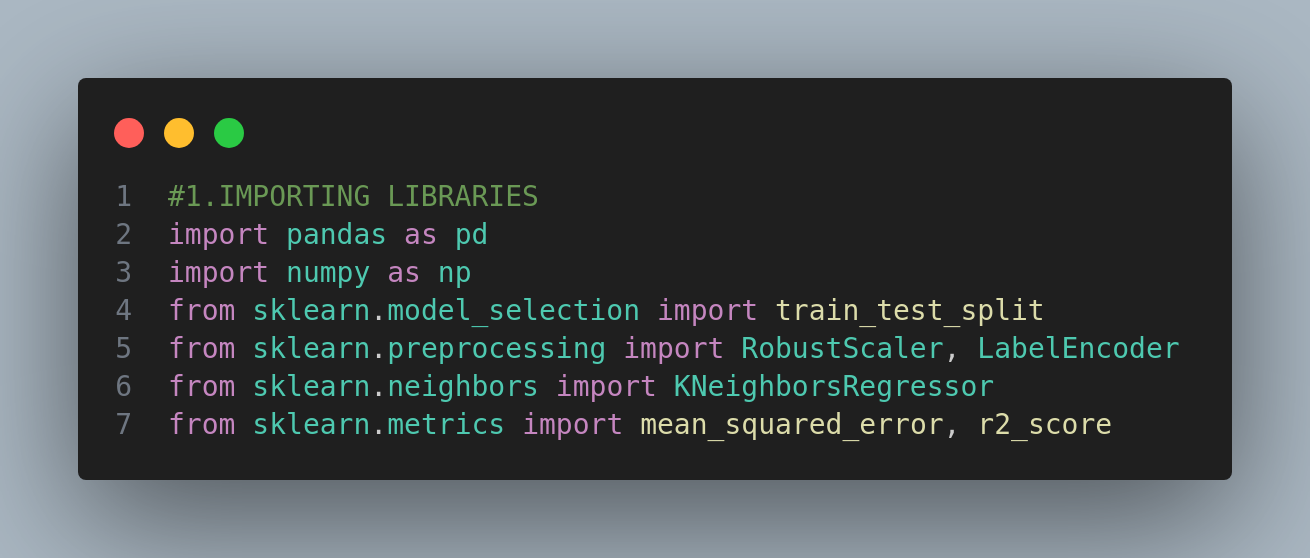 1 #1.IMPORTING LIBRARIES
2 import pandas as pd
3 import numpy as np
4 from sklearn.model_selection import train_test_split
5 from sklearn.preprocessing import RobustScaler, LabelEncoder
6 from sklearn.neighbors import KNeighborsRegressor
7 from sklearn.metrics import mean_squared_error, r2_score